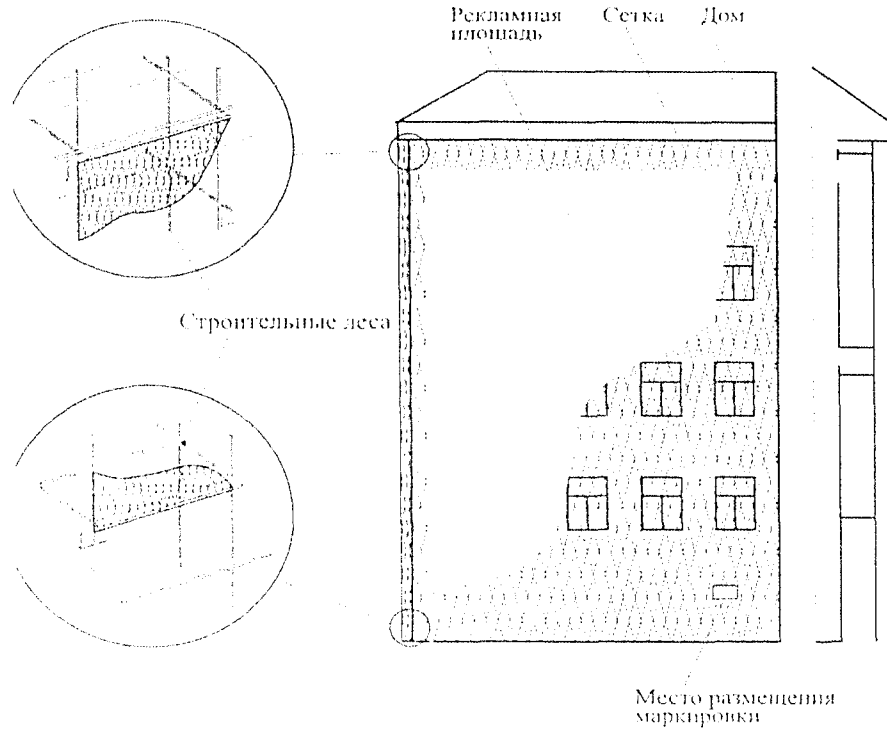 Рекламная
площадь
Сетка
Дом
Строительные леса
Место размещения
маркировки